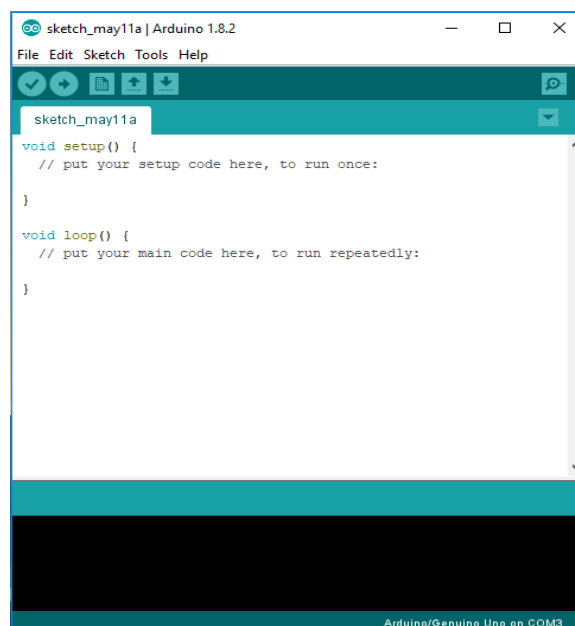 sketch_may11a | Arduino 1.8.2
File Edit Sketch Tools Help
sketch_may11a
void setup() {
  // put your setup code here, to run once:
}
void loop() {
  // put your main code here, to run repeatedly:
}
Arduino/Genuino Uno on COM3